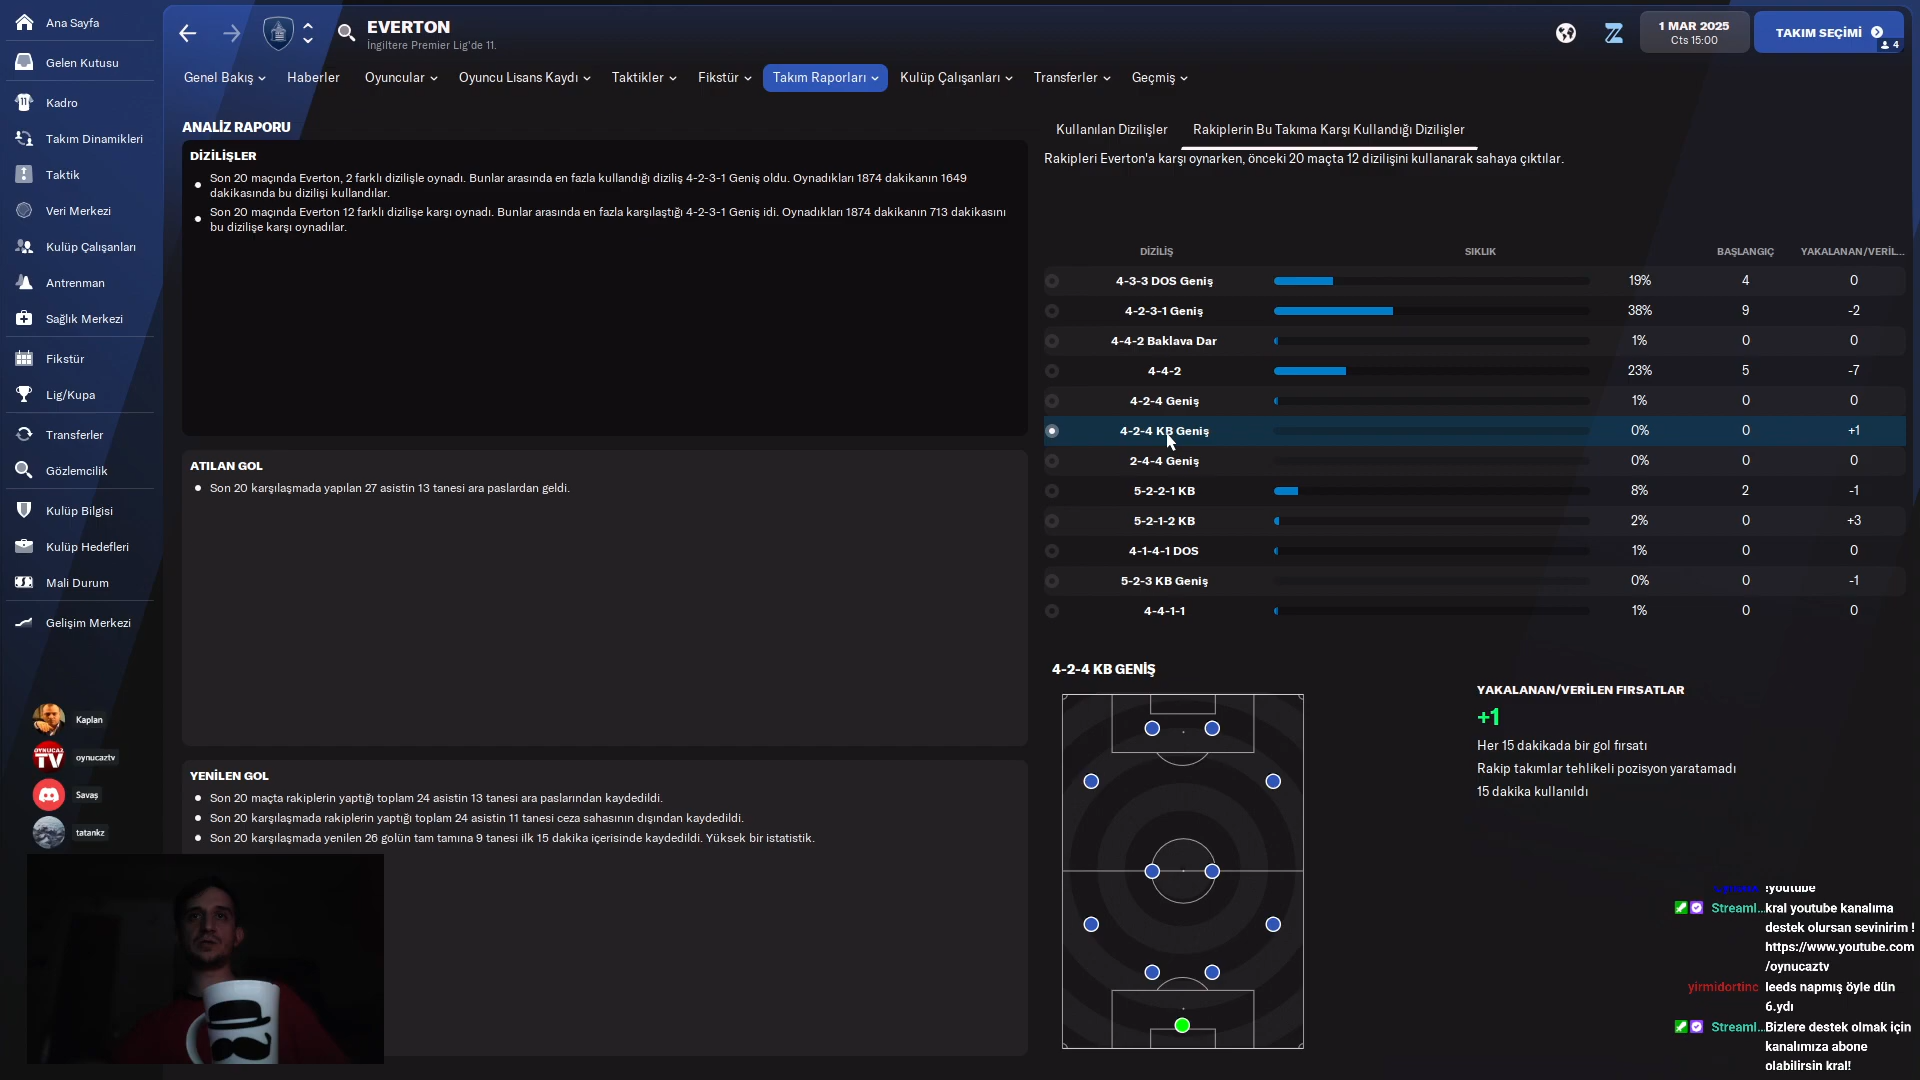 Ana Sayfa
Gelen Kutusu
Kadro
Takım Dinamikleri
Taktik
Veri Merkezi
Kulüp Çalışanları
Antrenman
Sağlık Merkezi
Fikstür
Lig/Kupa
Transferler
Gözlemcilik
Kulüp Bilgisi
Kulüp Hedefleri
Mali Durum
Gelişim Merkezi
Kaplan
OYNUCAZ
TV
oynucaztv
Savaş
tatankz
EVERTON
İngiltere Premier Lig'de 11.
1 MAR 2025
Cts 15:00
TAKIM SEÇİMİ
4
Genel Bakış
Haberler
Oyuncular
Oyuncu Lisans Kaydı
Taktikler
Fikstür
Takım Raporları
Kulüp Çalışanları
Transferler
Geçmiş
ANALİZ RAPORU
DİZİLİŞLER
Son 20 maçında Everton, 2 farklı dizilişle oynadı. Bunlar arasında en fazla kullandığı diziliş 4-2-3-1 Geniş oldu. Oynadıkları 1874 dakikanın 1649
dakikasında bu dizilişi kullandılar.
Son 20 maçında Everton 12 farklı dizilişe karşı oynadı. Bunlar arasında en fazla karşılaştığı 4-2-3-1 Geniş idi. Oynadıkları 1874 dakikanın 713 dakikasını
bu dizilişe karşı oynadılar.
ATILAN GOL
Son 20 karşılaşmada yapılan 27 asistin 13 tanesi ara paslardan geldi.
YENİLEN GOL
Son 20 maçta rakiplerin yaptığı toplam 24 asistin 13 tanesi ara paslarından kaydedildi.
Son 20 karşılaşmada rakiplerin yaptığı toplam 24 asistin 11 tanesi ceza sahasının dışından kaydedildi.
Son 20 karşılaşmada yenilen 26 golün tam tamına 9 tanesi ilk 15 dakika içerisinde kaydedildi. Yüksek bir istatistik.
Kullanılan Dizilişler
Rakiplerin Bu Takıma Karşı Kullandığı Dizilişler
Rakipleri Everton'a karşı oynarken, önceki 20 maçta 12 dizilişini kullanarak sahaya çıktılar.
DİZİLİŞ SIKLIK BAŞLANGIÇ YAKALANAN/VERİL...
4-3-3 DOS Geniş 19% 4 0
4-2-3-1 Geniş 38% 9 -2
4-4-2 Baklava Dar 1% 0 0
4-4-2 23% 5 -7
4-2-4 Geniş 1% 0 0
4-2-4 KB Geniş 0% 0 +1
2-4-4 Geniş 0% 0 0
5-2-2-1 KB 8% 2 -1
5-2-1-2 KB 2% 0 +3
4-1-4-1 DOS 1% 0 0
5-2-3 KB Geniş 0% 0 -1
4-4-1-1 1% 0 0
4-2-4 KB GENİŞ
YAKALANAN/VERİLEN FIRSATLAR
+1
Her 15 dakikada bir gol fırsatı
Rakip takımlar tehlikeli pozisyon yaratamadı
15 dakika kullanıldı
!youtube
Streaml... kral youtube kanalıma
destek olursan sevinirim !
https://www.youtube.com
/oynucaztv
yirmidortinc leeds napmış öyle dün
6.ydı
Streaml... Bizlere destek olmak için
kanalımıza abone
olabilirsin kral!